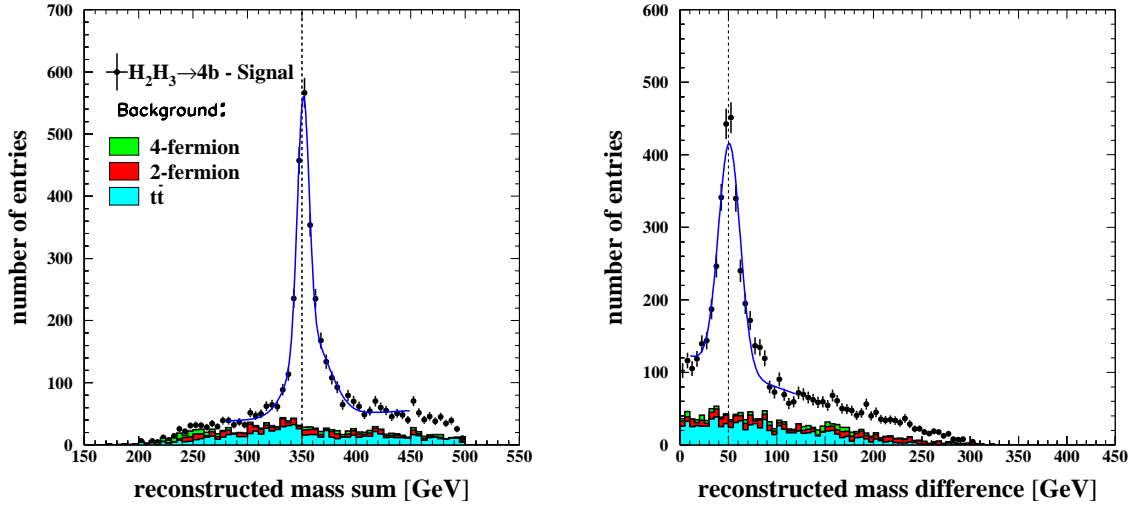 700
600
500
400
300
200
100
0
number of entries
H₂H₃→4b - Signal
Background:
4-fermion
2-fermion
tt̄
150 200 250 300 350 400 450 500 550
reconstructed mass sum [GeV]
600
500
400
300
200
100
0
number of entries
0 50 100 150 200 250 300 350 400 450
reconstructed mass difference [GeV]